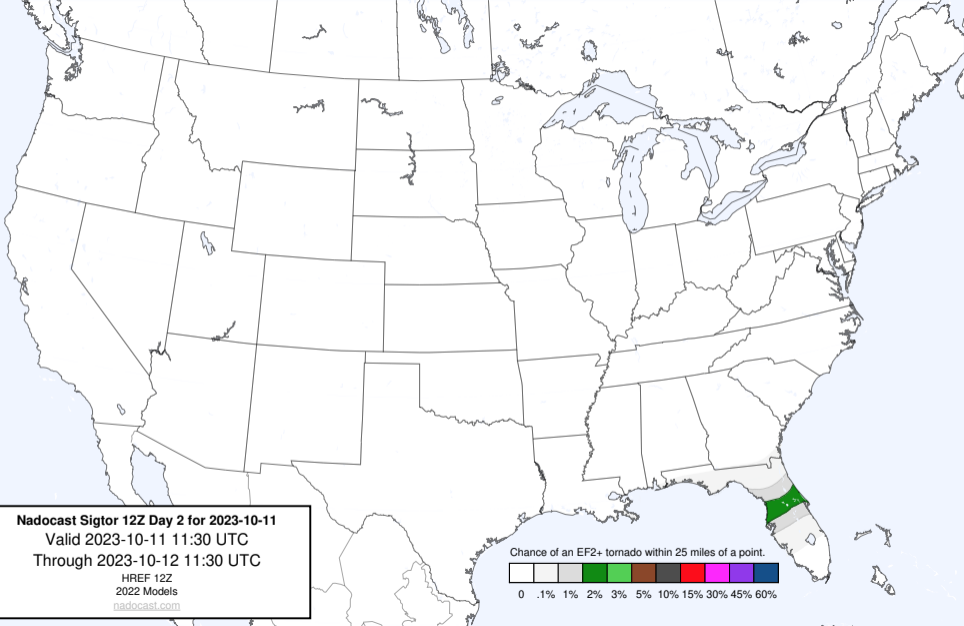 Nadocast Sigtor 12Z Day 2 for 2023-10-11
Valid 2023-10-11 11:30 UTC
Through 2023-10-12 11:30 UTC
HREF 12Z
2022 Models
nadocast.com
Chance of an EF2+ tornado within 25 miles of a point.
0 .1% 1% 2% 3% 5% 10% 15% 30% 45% 60%